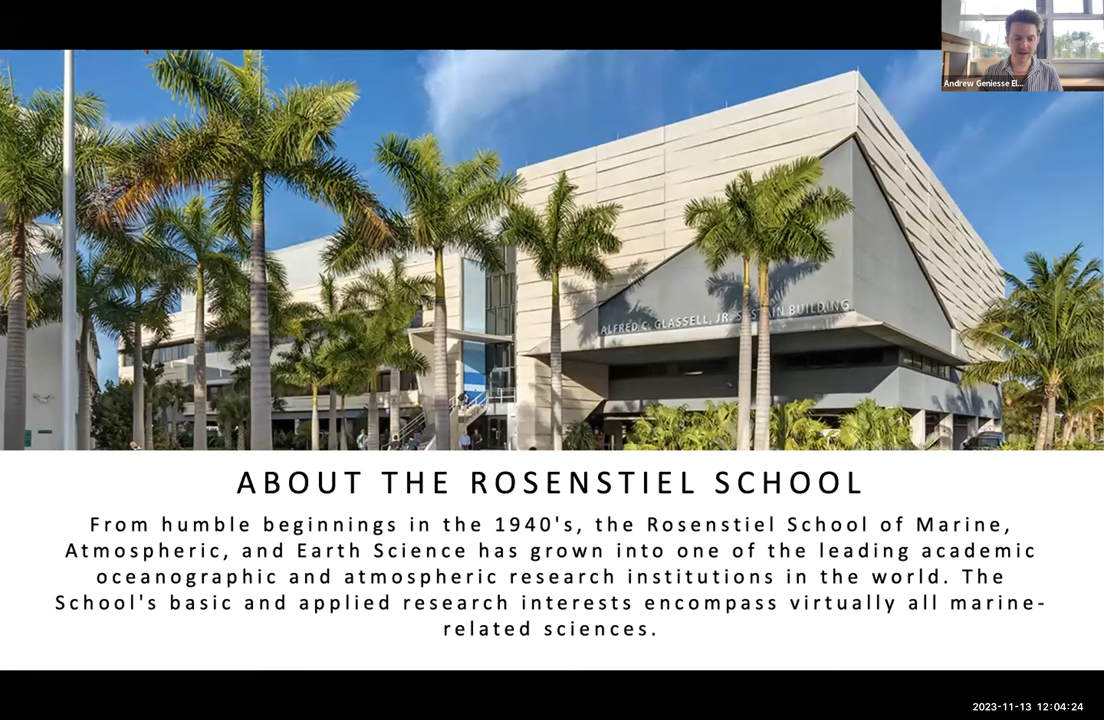 Andrew Geniesse El...
ALFRED C. GLASSELL, JR. SUSTAIN BUILDING
ABOUT THE ROSENSTIEL SCHOOL
From humble beginnings in the 1940's, the Rosenstiel School of Marine,
Atmospheric, and Earth Science has grown into one of the leading academic
oceanographic and atmospheric research institutions in the world. The
School's basic and applied research interests encompass virtually all marine-
related sciences.
2023-11-13 12:04:24